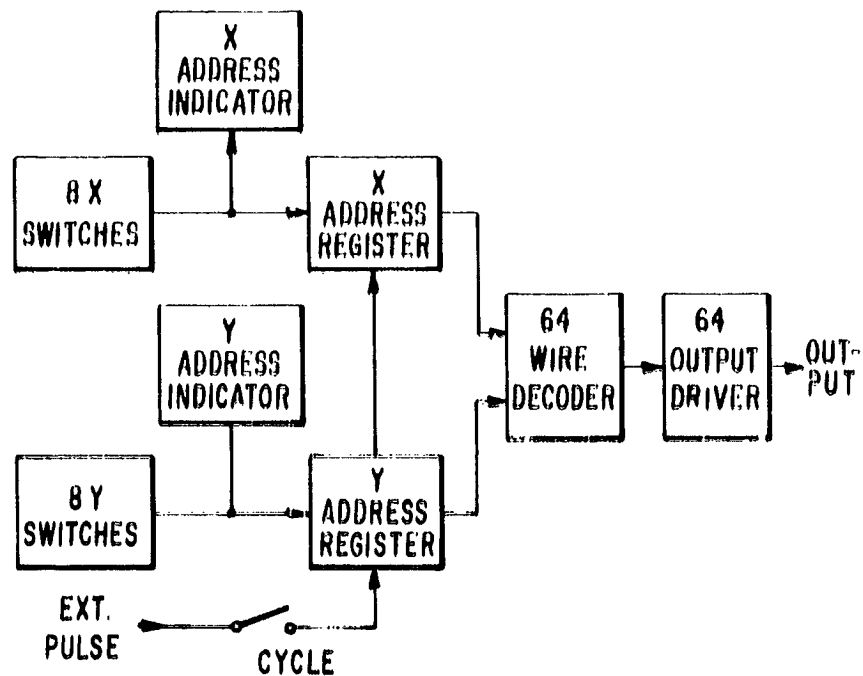 X
ADDRESS
INDICATOR
8 X
SWITCHES
X
ADDRESS
REGISTER
Y
ADDRESS
INDICATOR
64
WIRE
DECODER
64
OUTPUT
DRIVER
OUT-
PUT
8 Y
SWITCHES
Y
ADDRESS
REGISTER
EXT.
PULSE
CYCLE